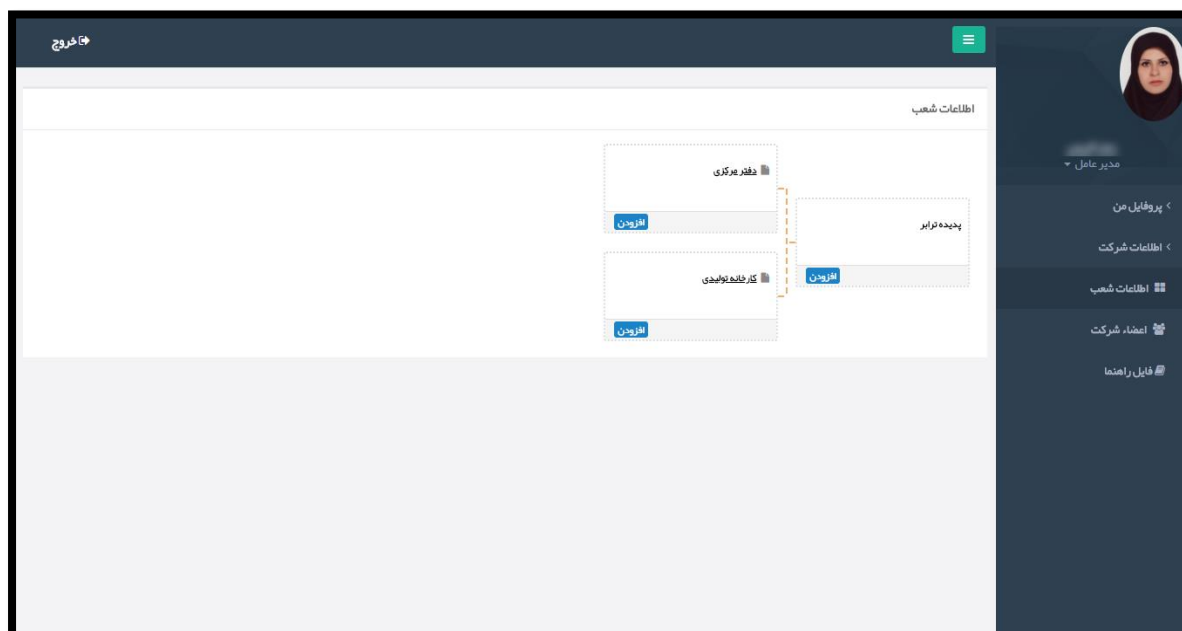 خروج
مدیر عامل
پروفایل من
اطلاعات شرکت
اطلاعات شعب
اعضاء شرکت
فایل راهنما
اطلاعات شعب
پدیده ترابر
افزودن
دفتر مرکزی
افزودن
کارخانه تولیدی
افزودن